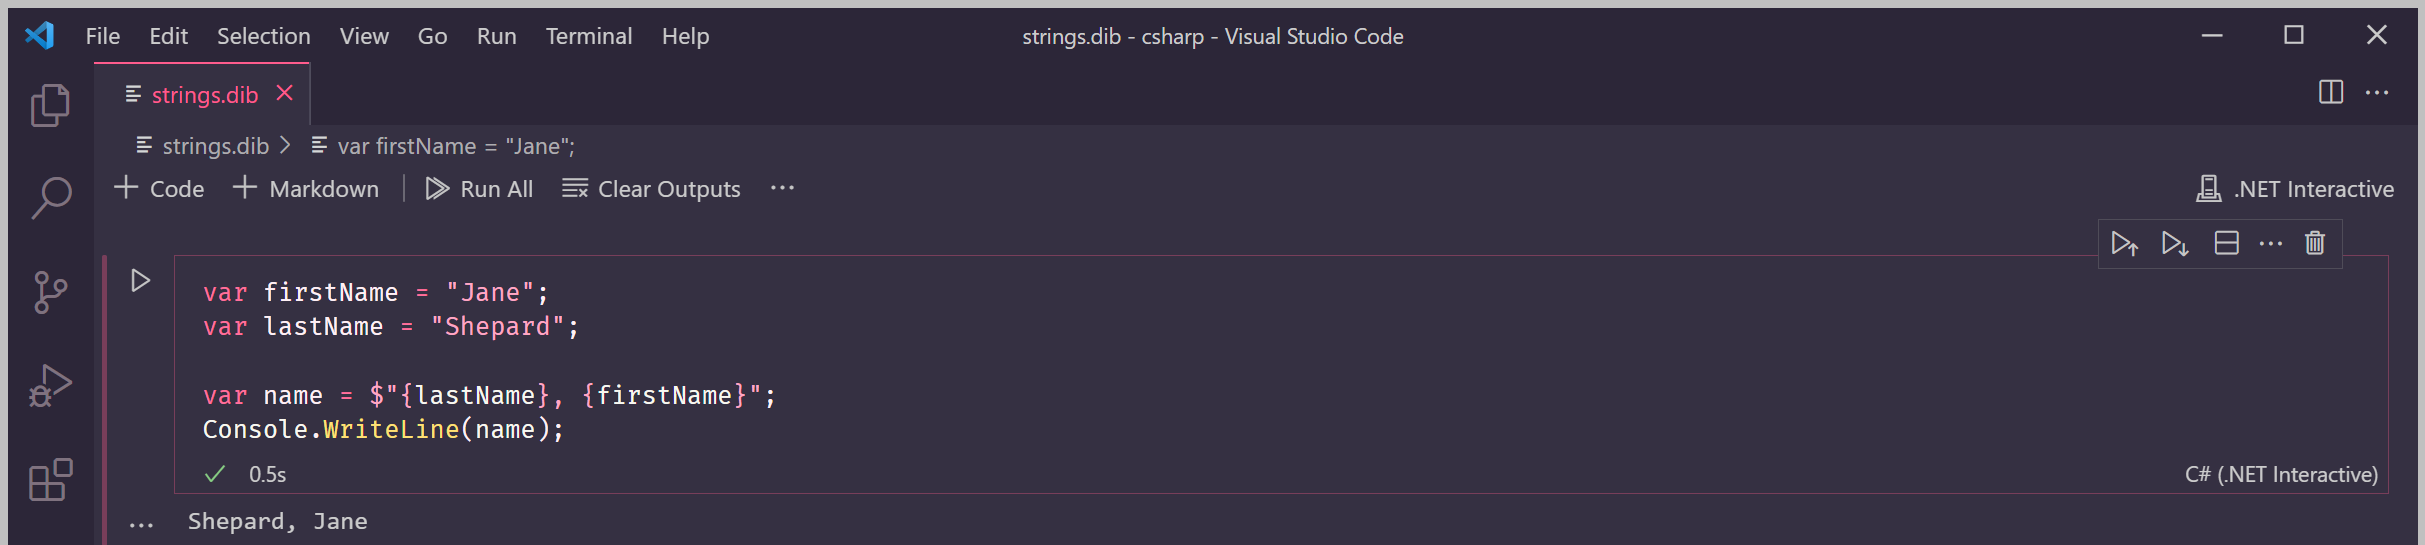 File Edit Selection View Go Run Terminal Help strings.dib - csharp - Visual Studio Code
strings.dib
strings.dib > var firstName = "Jane";
Code Markdown Run All Clear Outputs ... .NET Interactive
var firstName = "Jane";
var lastName = "Shepard";
var name = $"{lastName}, {firstName}";
Console.WriteLine(name);
0.5s C# (.NET Interactive)
Shepard, Jane